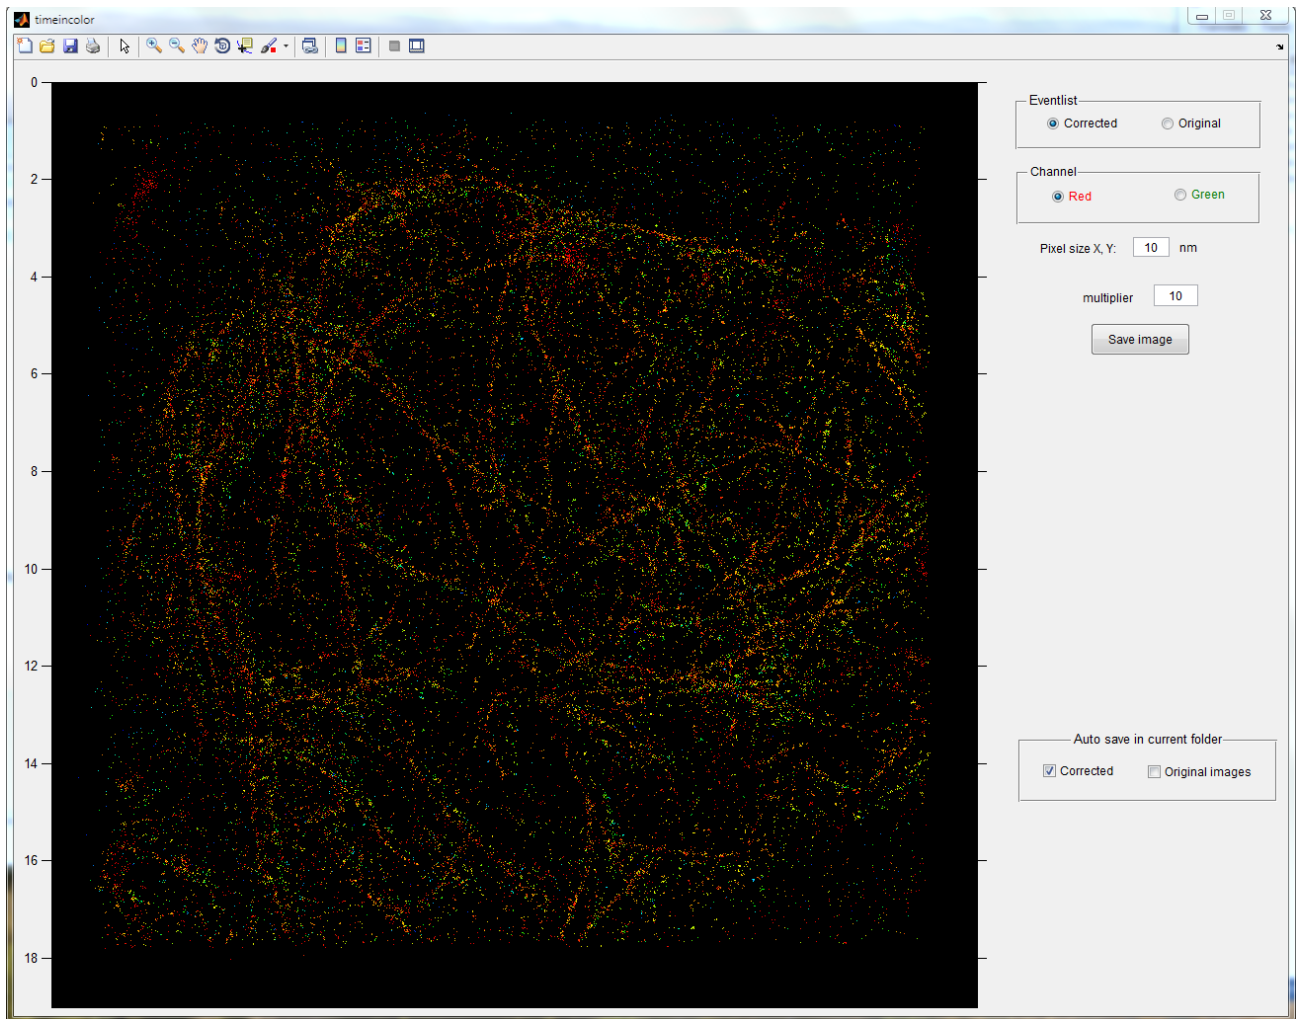 timeincolor
0
2
4
6
8
10
12
14
16
18
Eventlist
Corrected Original
Channel
Red Green
Pixel size X, Y: 10 nm
multiplier 10
Save image
Auto save in current folder
Corrected Original images